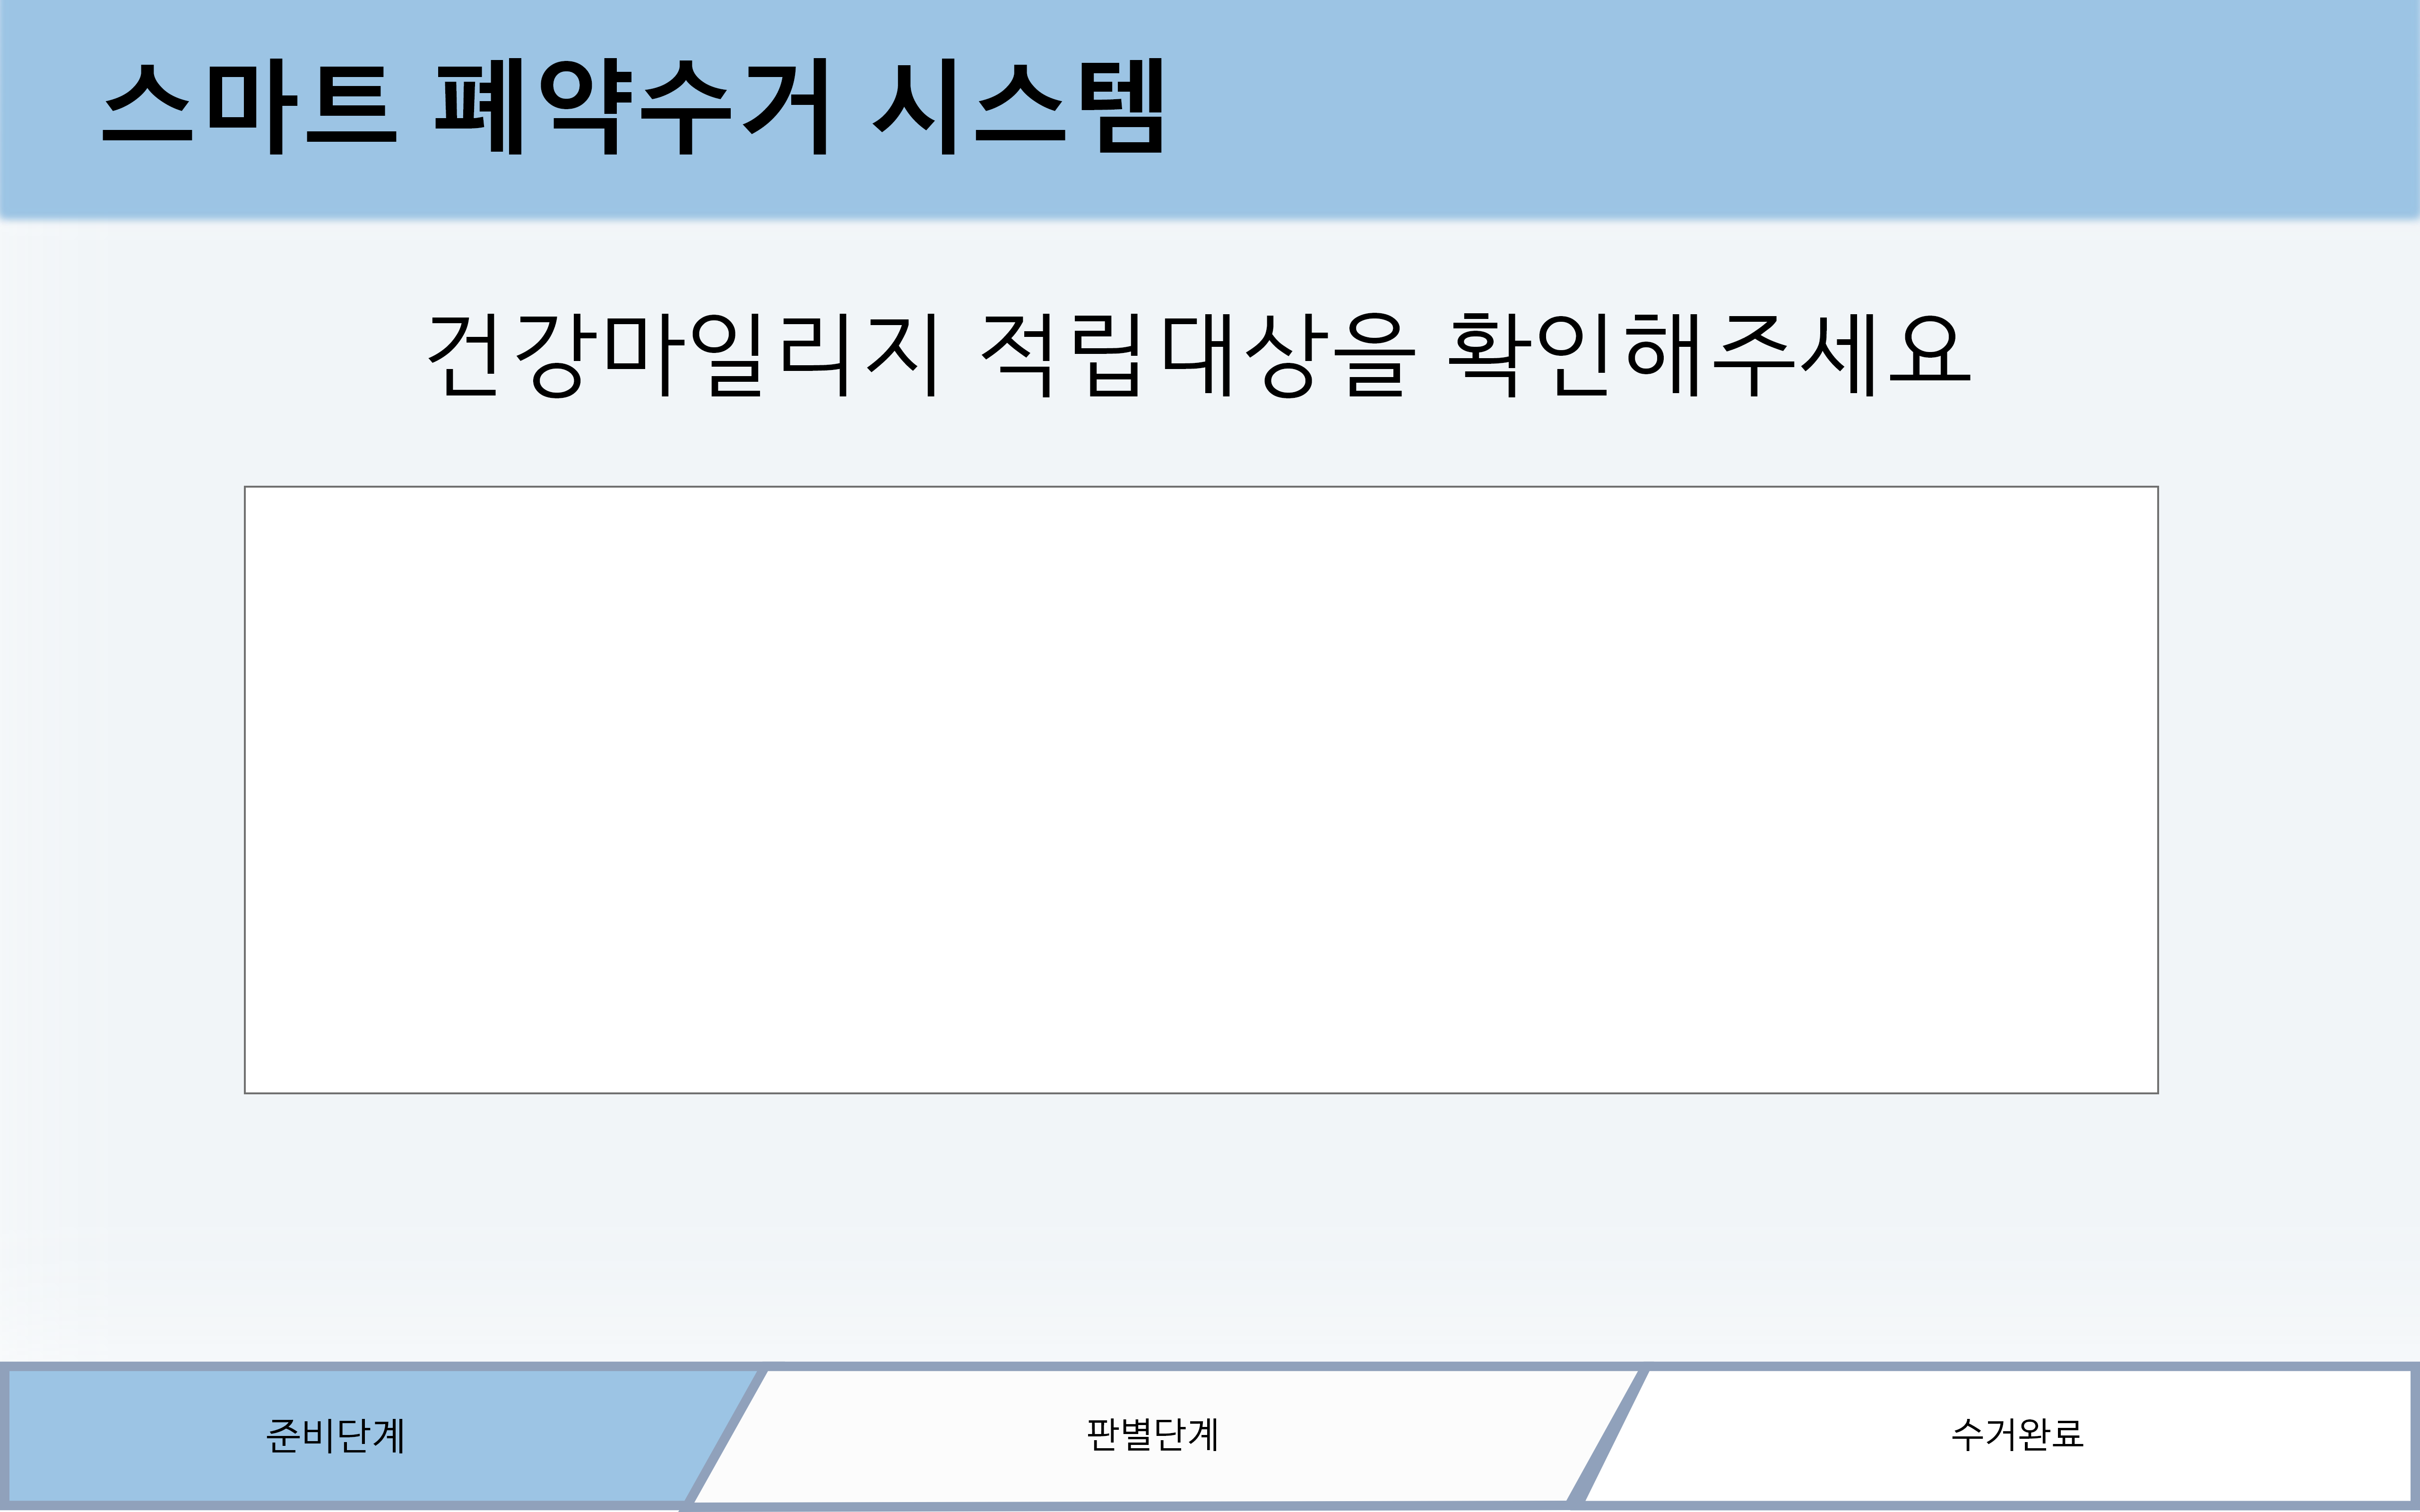 스마트 폐약수거 시스템
건강마일리지 적립대상을 확인해주세요
준비단계
판별단계
수거완료